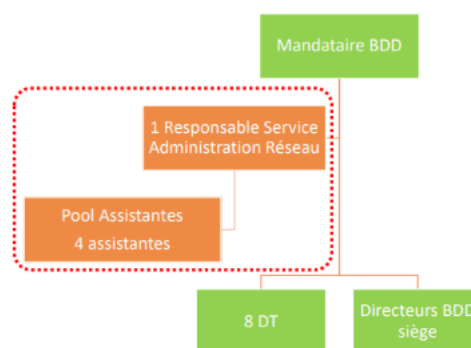 Mandataire BDD
1 Responsable Service
Administration Réseau
Pool Assistantes
4 assistantes
8 DT
Directeurs BDD
siège